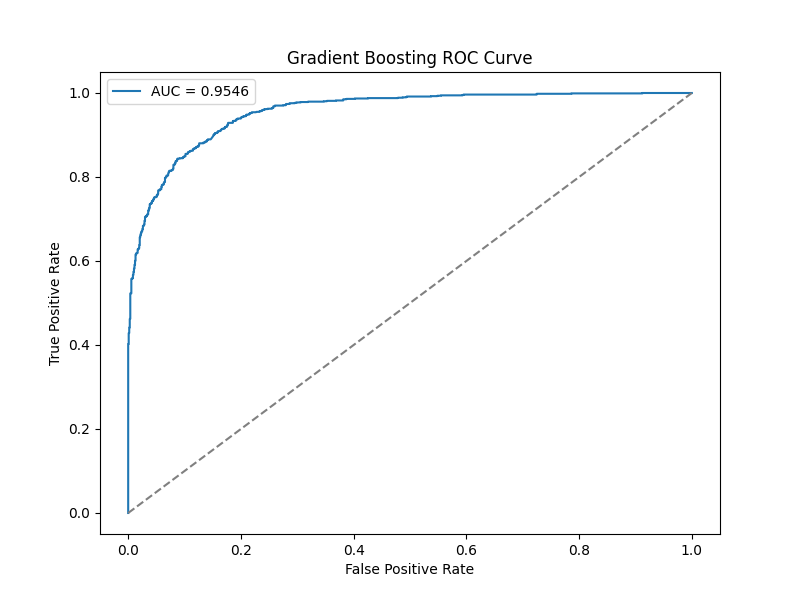 Gradient Boosting ROC Curve
AUC = 0.9546
True Positive Rate
1.0
0.8
0.6
0.4
0.2
0.0
0.0 0.2 0.4 0.6 0.8 1.0
False Positive Rate